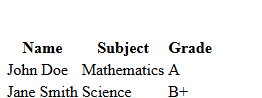 Name Subject Grade
John Doe Mathematics A
Jane Smith Science B+